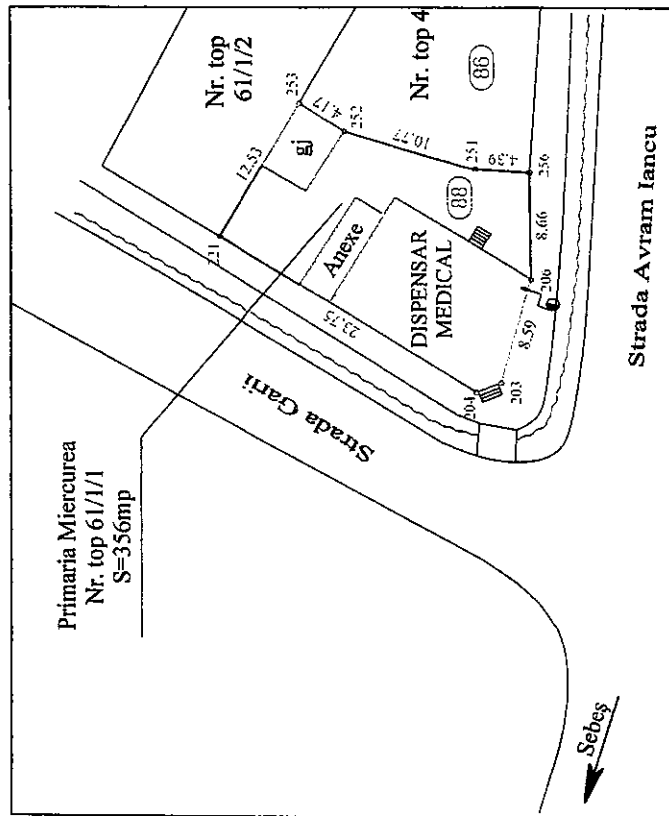 Primaria Miercurea
Nr. top 61/1/1
S=356mp
Nr. top
61/1/2
Nr. top 4
86
88
221
12.53
253
4.17
252
gj
10.77
251
4.39
256
8.66
206
8.59
203
204
23.75
Anexe
DISPENSAR
MEDICAL
Strada Garii
Strada Avram Iancu
Sebeș